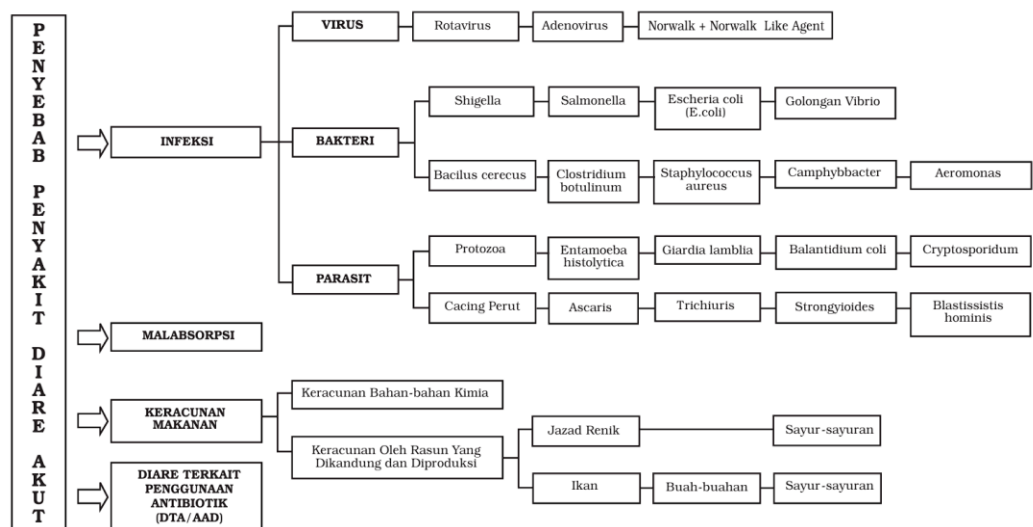 PENYEBAB PENYAKIT DIARE AKUT
VIRUS
Rotavirus
Adenovirus
Norwalk + Norwalk Like Agent
INFEKSI
BAKTERI
Shigella
Salmonella
Escheria coli
(E.coli)
Golongan Vibrio
Bacilus cerecus
Clostridium
botulinum
Staphylococcus
aureus
Camphybbacter
Aeromonas
PARASIT
Protozoa
Entamoeba
histolytica
Giardia lamblia
Balantidium coli
Cryptosporidum
Cacing Perut
Ascaris
Trichiuris
Strongyioides
Blastissistis
hominis
MALABSORPSI
KERACUNAN
MAKANAN
Keracunan Bahan-bahan Kimia
Keracunan Oleh Rasun Yang
Dikandung dan Diproduksi
Jazad Renik
Sayur-sayuran
Ikan
Buah-buahan
Sayur-sayuran
DIARE TERKAIT
PENGGUNAAN
ANTIBIOTIK
(DTA/AAD)